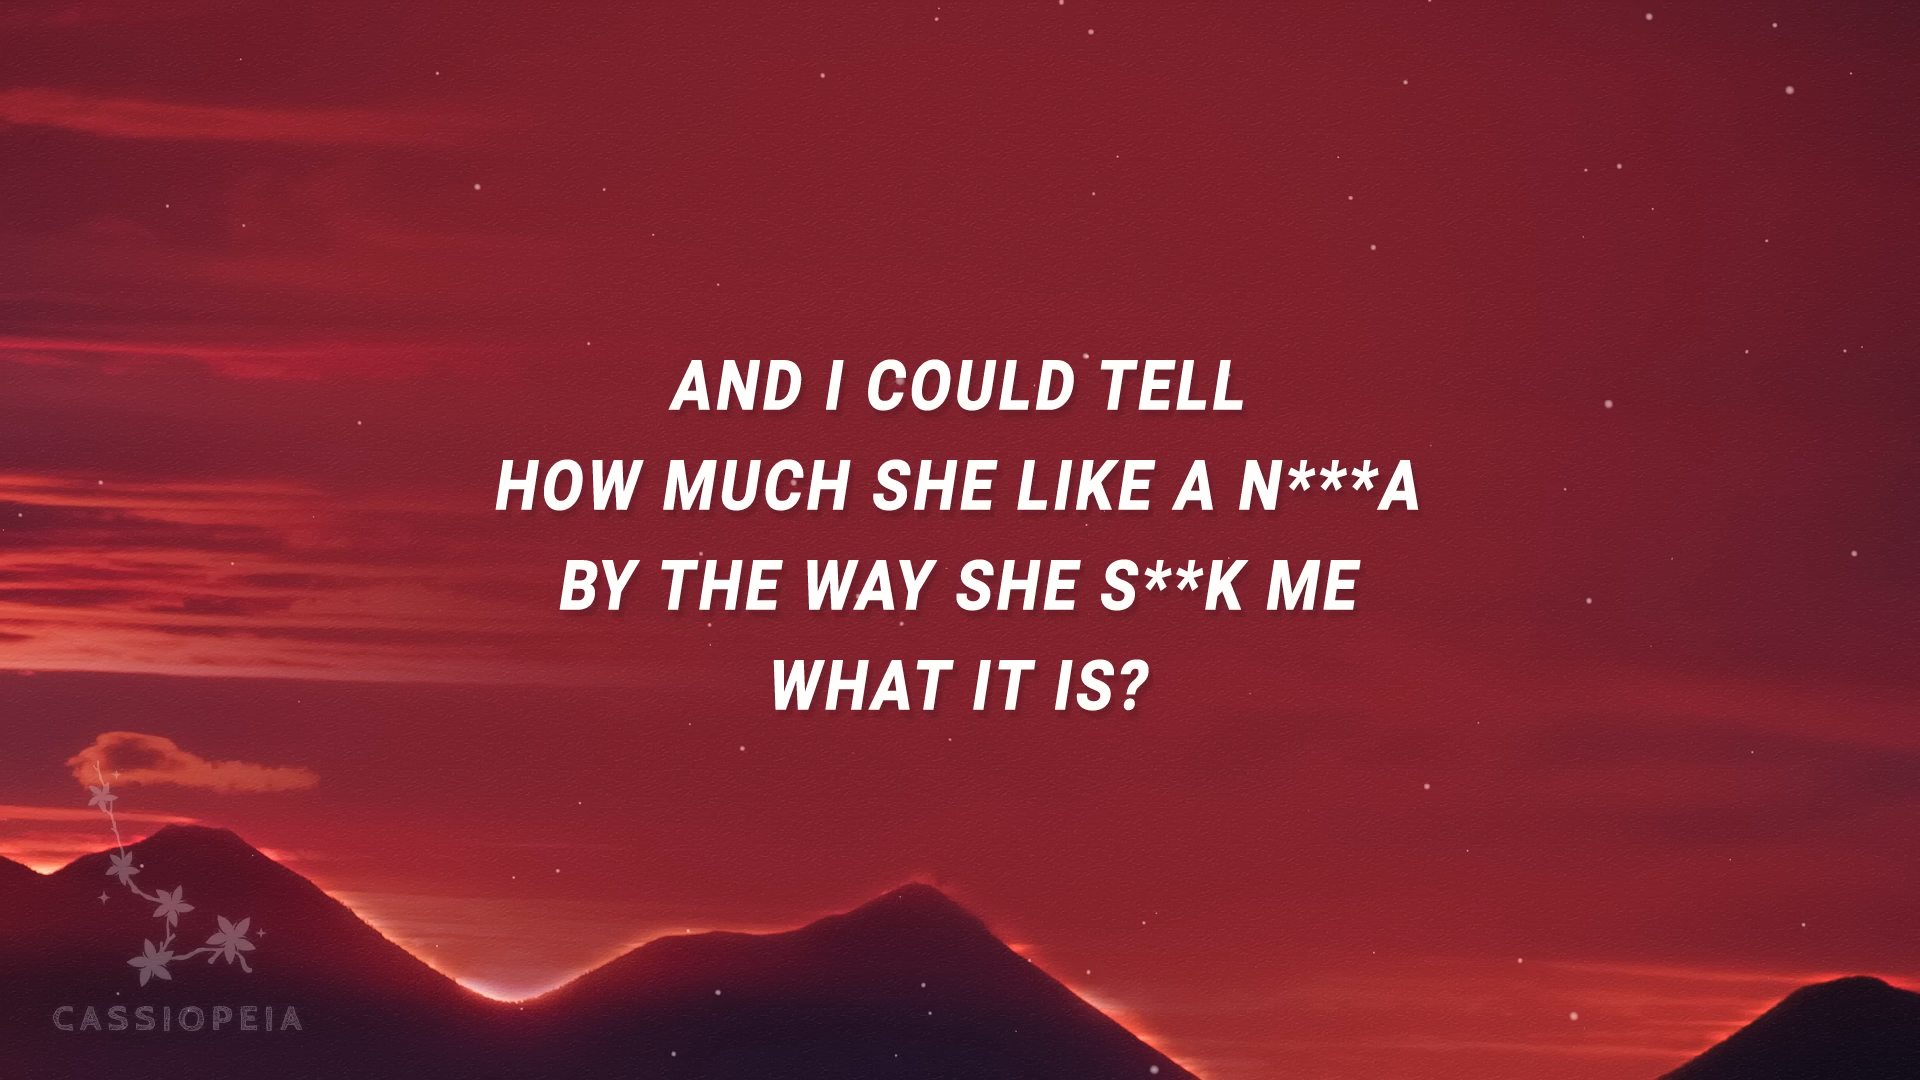 AND I COULD TELL
HOW MUCH SHE LIKE A N***A
BY THE WAY SHE S**K ME
WHAT IT IS?
CASSIOPEIA